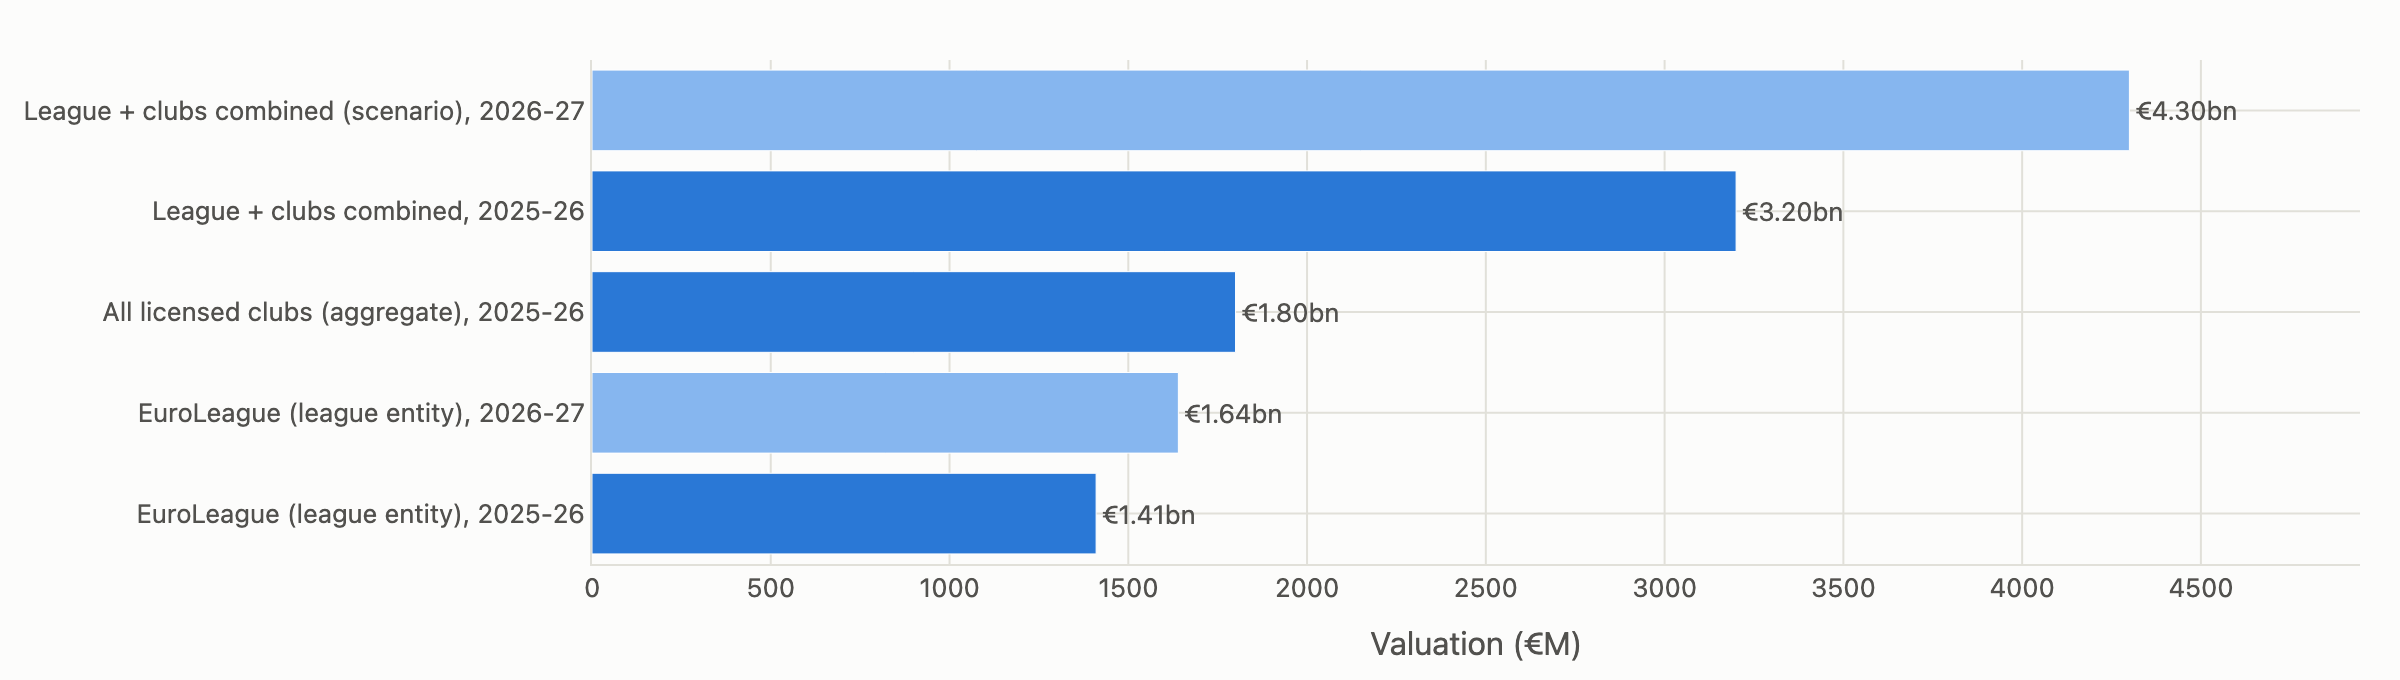 League + clubs combined (scenario), 2026-27
€4.30bn
League + clubs combined, 2025-26
€3.20bn
All licensed clubs (aggregate), 2025-26
€1.80bn
EuroLeague (league entity), 2026-27
€1.64bn
EuroLeague (league entity), 2025-26
€1.41bn
0 500 1000 1500 2000 2500 3000 3500 4000 4500
Valuation (€M)